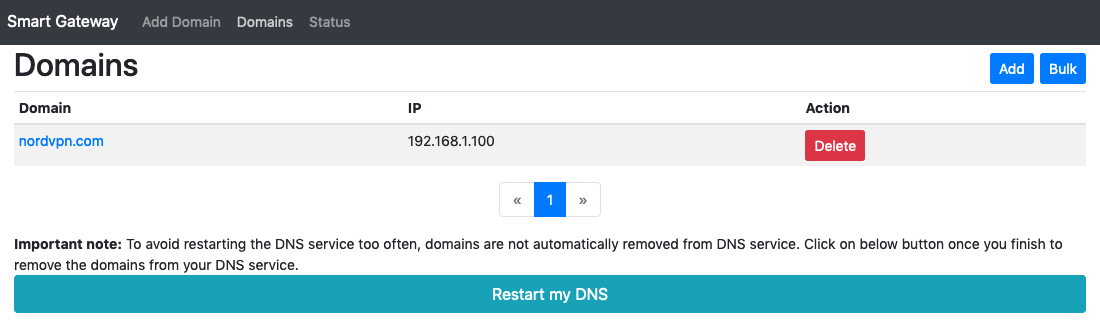 Smart Gateway Add Domain Domains Status
Domains
Add Bulk
Domain IP Action
nordvpn.com 192.168.1.100 Delete
« 1 »
Important note: To avoid restarting the DNS service too often, domains are not automatically removed from DNS service. Click on below button once you finish to
remove the domains from your DNS service.
Restart my DNS